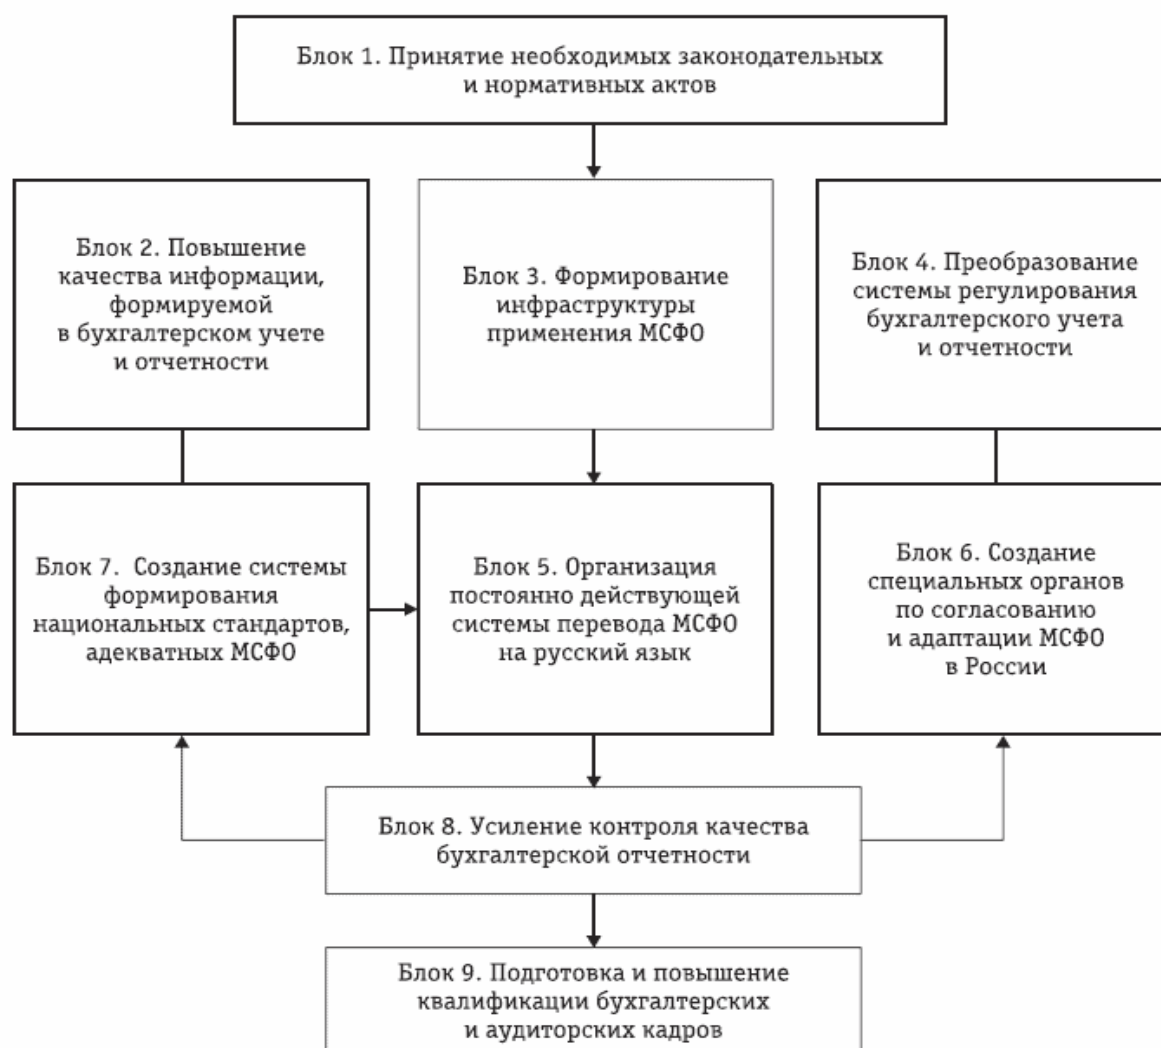 Блок 1. Принятие необходимых законодательных
и нормативных актов
Блок 2. Повышение
качества информации,
формируемой
в бухгалтерском учете
и отчетности
Блок 3. Формирование
инфраструктуры
применения МСФО
Блок 4. Преобразование
системы регулирования
бухгалтерского учета
и отчетности
Блок 7. Создание системы
формирования
национальных стандартов,
адекватных МСФО
Блок 5. Организация
постоянно действующей
системы перевода МСФО
на русский язык
Блок 6. Создание
специальных органов
по согласованию
и адаптации МСФО
в России
Блок 8. Усиление контроля качества
бухгалтерской отчетности
Блок 9. Подготовка и повышение
квалификации бухгалтерских
и аудиторских кадров